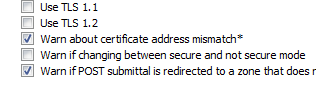 Use TLS 1.1
Use TLS 1.2
Warn about certificate address mismatch*
Warn if changing between secure and not secure mode
Warn if POST submittal is redirected to a zone that does